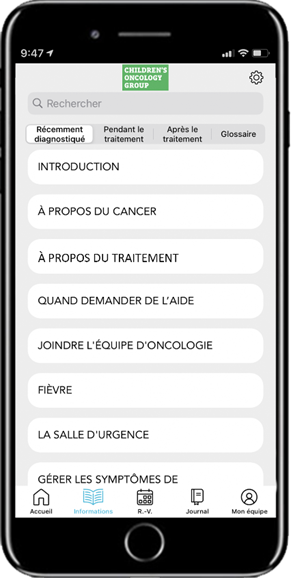 9:47
CHILDREN'S
ONCOLOGY
GROUP
Rechercher
Récemment
diagnostiqué
Pendant le
traitement
Après le
traitement
Glossaire
INTRODUCTION
À PROPOS DU CANCER
À PROPOS DU TRAITEMENT
QUAND DEMANDER DE L'AIDE
JOINDRE L'ÉQUIPE D'ONCOLOGIE
FIÈVRE
LA SALLE D'URGENCE
GÉRER LES SYMPTÔMES DE
Accueil
Informations
R.-V.
Journal
Mon équipe